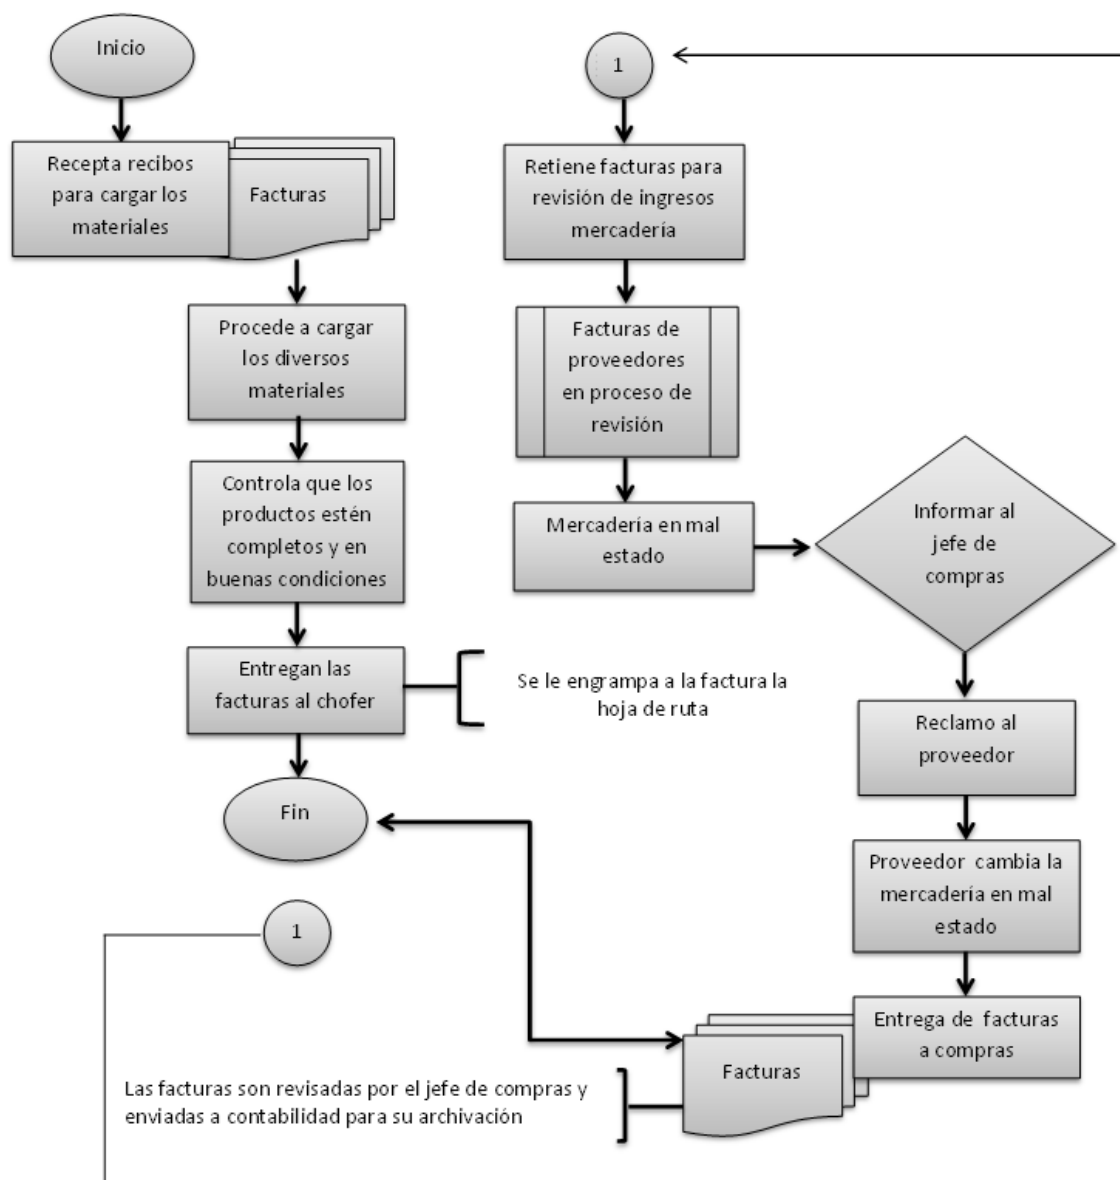 Inicio
Recepta recibos
para cargar los
materiales
Facturas
Procede a cargar
los diversos
materiales
Controla que los
productos estén
completos y en
buenas condiciones
Entregan las
facturas al chofer
Se le engrampa a la factura la
hoja de ruta
Fin
1
1
Retiene facturas para
revisión de ingresos
mercadería
Facturas de
proveedores
en proceso de
revisión
Mercadería en mal
estado
Informar al
jefe de
compras
Reclamo al
proveedor
Proveedor cambia la
mercadería en mal
estado
Entrega de facturas
a compras
Facturas
Las facturas son revisadas por el jefe de compras y
enviadas a contabilidad para su archivación